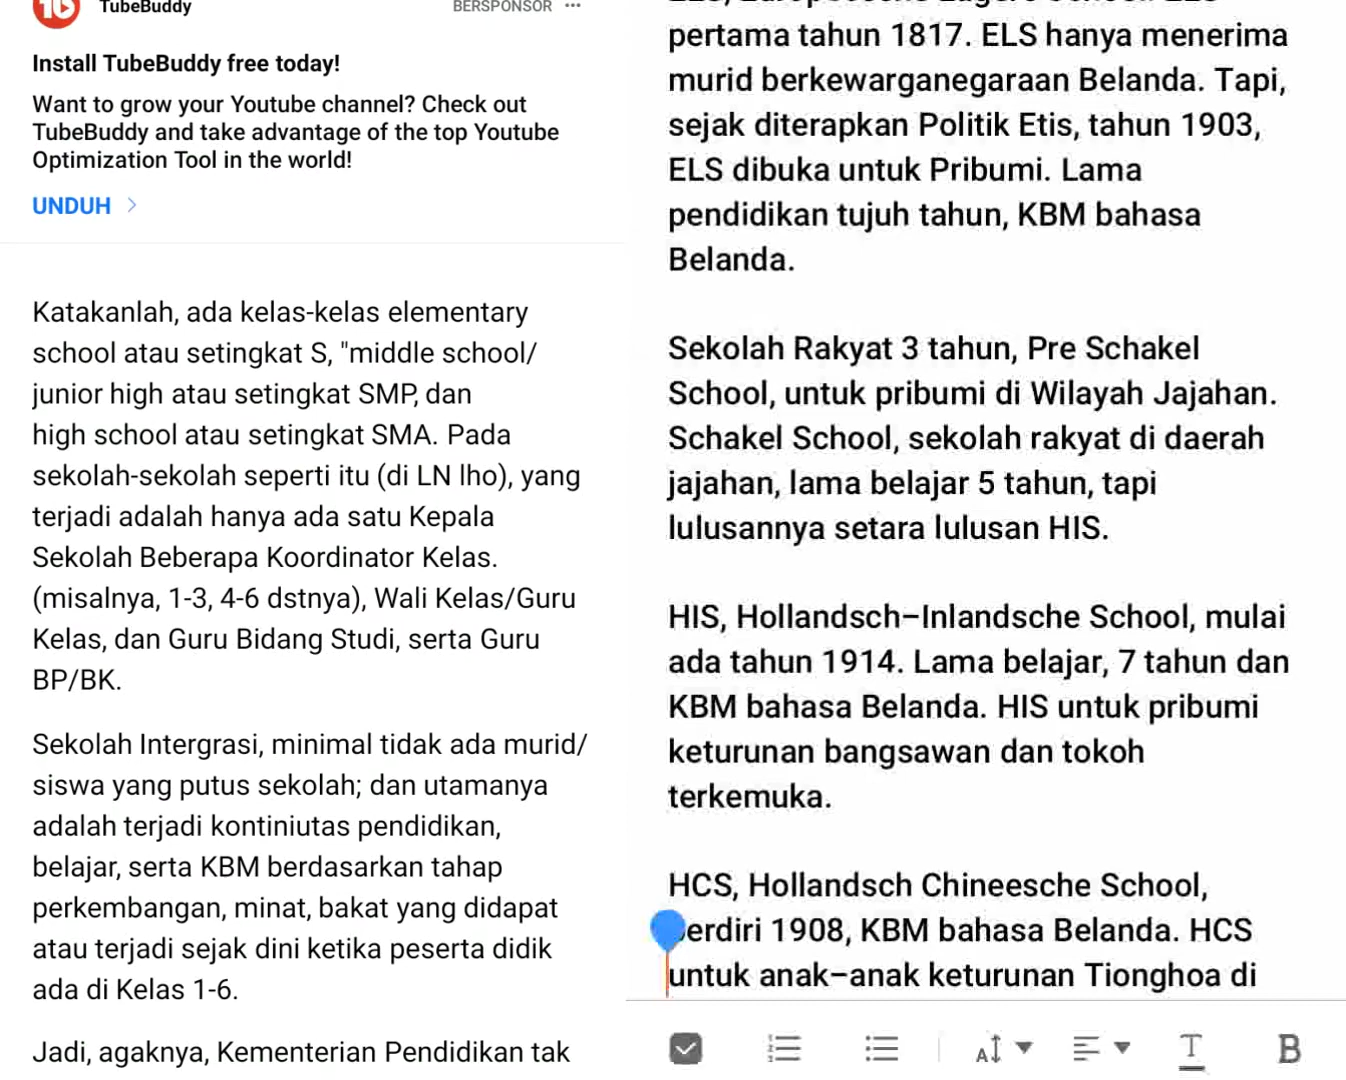 TubeBuddy
BERSPONSOR
Install TubeBuddy free today!
Want to grow your Youtube channel? Check out
TubeBuddy and take advantage of the top Youtube
Optimization Tool in the world!
UNDUH
Katakanlah, ada kelas-kelas elementary
school atau setingkat S, "middle school/
junior high atau setingkat SMP, dan
high school atau setingkat SMA. Pada
sekolah-sekolah seperti itu (di LN lho), yang
terjadi adalah hanya ada satu Kepala
Sekolah Beberapa Koordinator Kelas.
(misalnya, 1-3, 4-6 dstnya), Wali Kelas/Guru
Kelas, dan Guru Bidang Studi, serta Guru
BP/BK.
Sekolah Intergrasi, minimal tidak ada murid/
siswa yang putus sekolah; dan utamanya
adalah terjadi kontiniutas pendidikan,
belajar, serta KBM berdasarkan tahap
perkembangan, minat, bakat yang didapat
atau terjadi sejak dini ketika peserta didik
ada di Kelas 1-6.
Jadi, agaknya, Kementerian Pendidikan tak
pertama tahun 1817. ELS hanya menerima
murid berkewarganegaraan Belanda. Tapi,
sejak diterapkan Politik Etis, tahun 1903,
ELS dibuka untuk Pribumi. Lama
pendidikan tujuh tahun, KBM bahasa
Belanda.
Sekolah Rakyat 3 tahun, Pre Schakel
School, untuk pribumi di Wilayah Jajahan.
Schakel School, sekolah rakyat di daerah
jajahan, lama belajar 5 tahun, tapi
lulusannya setara lulusan HIS.
HIS, Hollandsch–Inlandsche School, mulai
ada tahun 1914. Lama belajar, 7 tahun dan
KBM bahasa Belanda. HIS untuk pribumi
keturunan bangsawan dan tokoh
terkemuka.
HCS, Hollandsch Chineesche School,
berdiri 1908, KBM bahasa Belanda. HCS
untuk anak–anak keturunan Tionghoa di